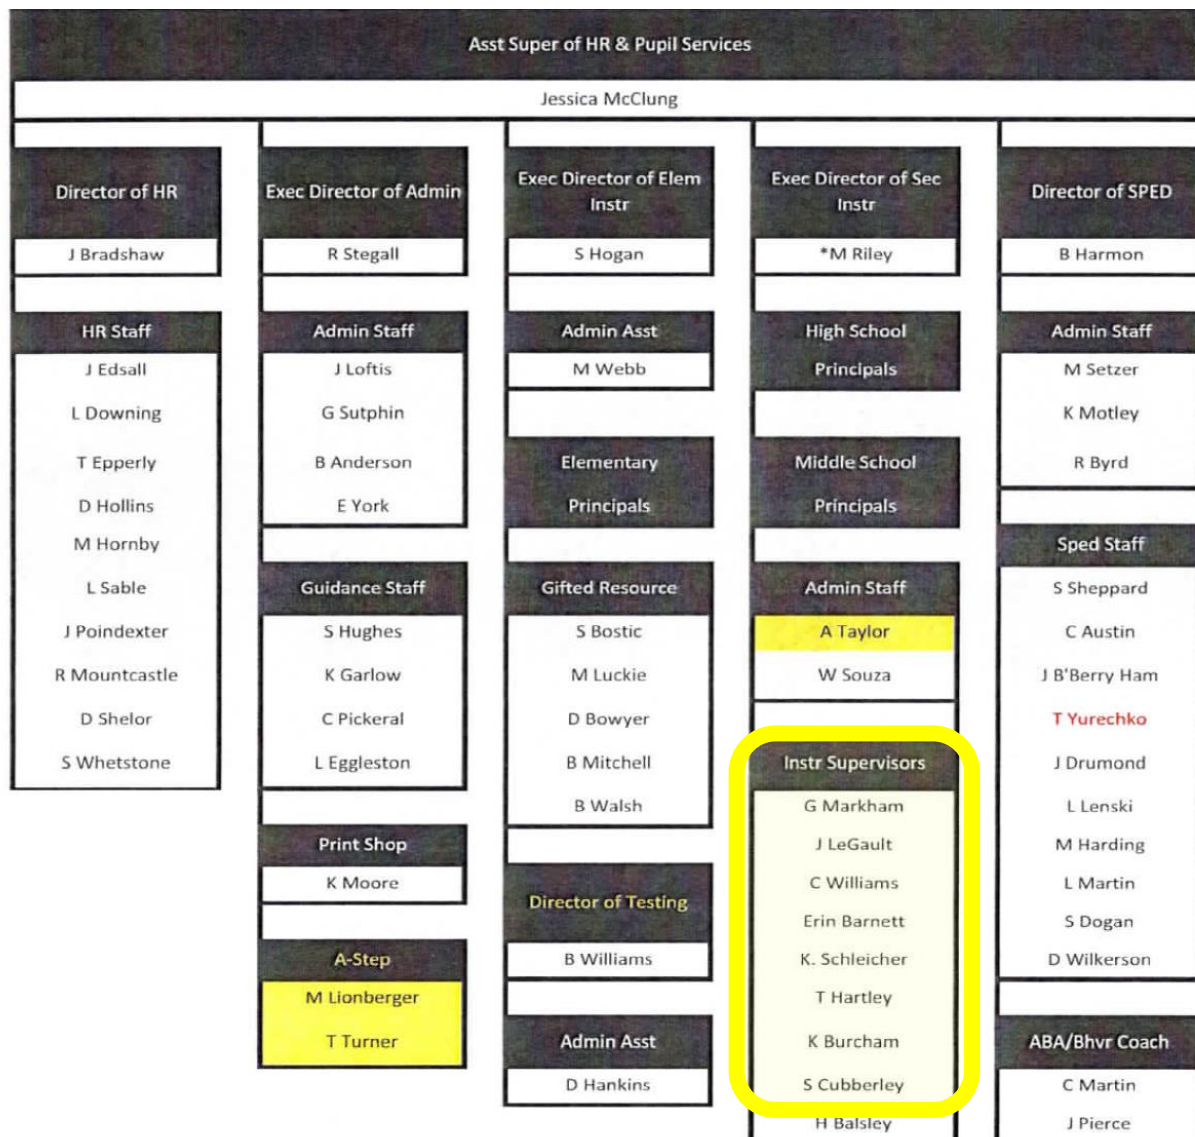 Asst Super of HR & Pupil Services
Jessica McClung
Director of HR
J Bradshaw
HR Staff
J Edsall
L Downing
T Epperly
D Hollins
M Hornby
L Sable
J Poindexter
R Mountcastle
D Shelor
S Whetstone
Exec Director of Admin
R Stegall
Admin Staff
J Loftis
G Sutphin
B Anderson
E York
Guidance Staff
S Hughes
K Garlow
C Pickeral
L Eggleston
Print Shop
K Moore
A-Step
M Lionberger
T Turner
Exec Director of Elem
Instr
S Hogan
Admin Asst
M Webb
Elementary
Principals
Gifted Resource
S Bostic
M Luckie
D Bowyer
B Mitchell
B Walsh
Director of Testing
B Williams
Admin Asst
D Hankins
Exec Director of Sec
Instr
*M Riley
High School
Principals
Middle School
Principals
Admin Staff
A Taylor
W Souza
Instr Supervisors
G Markham
J LeGault
C Williams
Erin Barnett
K. Schleicher
T Hartley
K Burcham
S Cubberley
H Balsley
Director of SPED
B Harmon
Admin Staff
M Setzer
K Motley
R Byrd
Sped Staff
S Sheppard
C Austin
J B'Berry Ham
T Yurechko
J Drumond
L Lenski
M Harding
L Martin
S Dogan
D Wilkerson
ABA/Bhvr Coach
C Martin
J Pierce